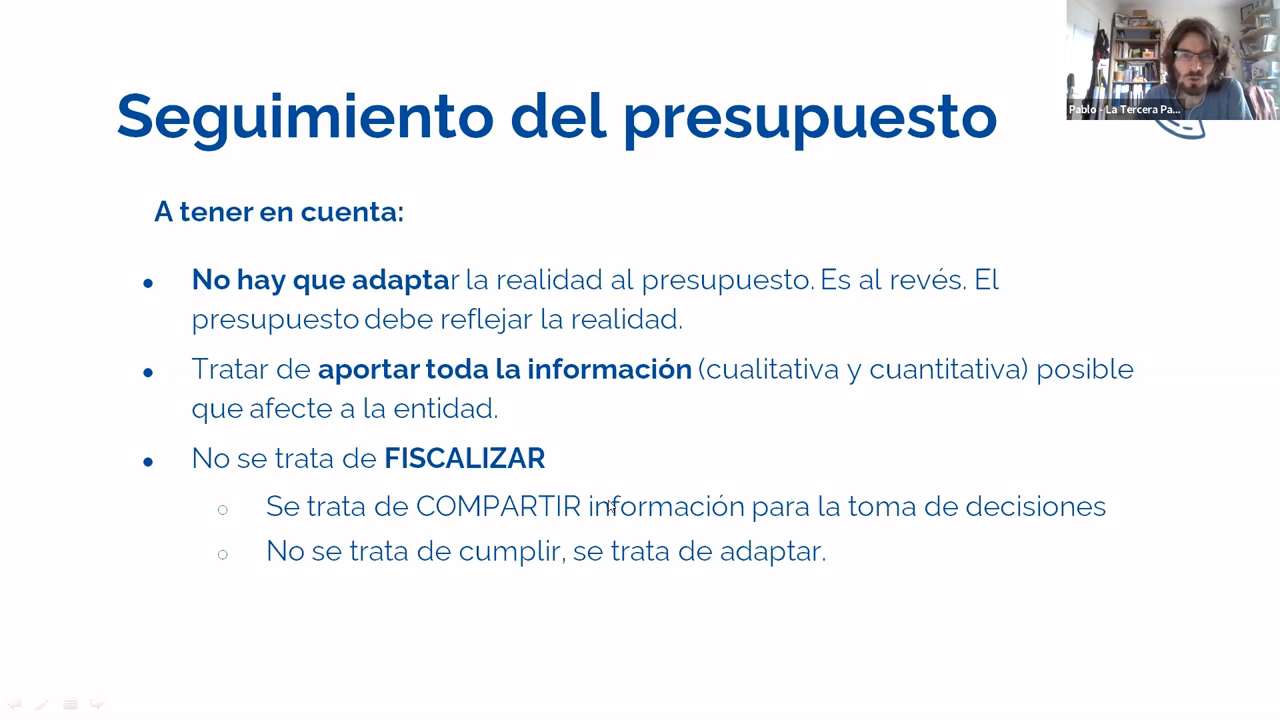 Seguimiento del presupuesto
Pablo - La Tercera Pa...
A tener en cuenta:
● No hay que adaptar la realidad al presupuesto. Es al revés. El
presupuesto debe reflejar la realidad.
● Tratar de aportar toda la información (cualitativa y cuantitativa) posible
que afecte a la entidad.
● No se trata de FISCALIZAR
○ Se trata de COMPARTIR información para la toma de decisiones
○ No se trata de cumplir, se trata de adaptar.